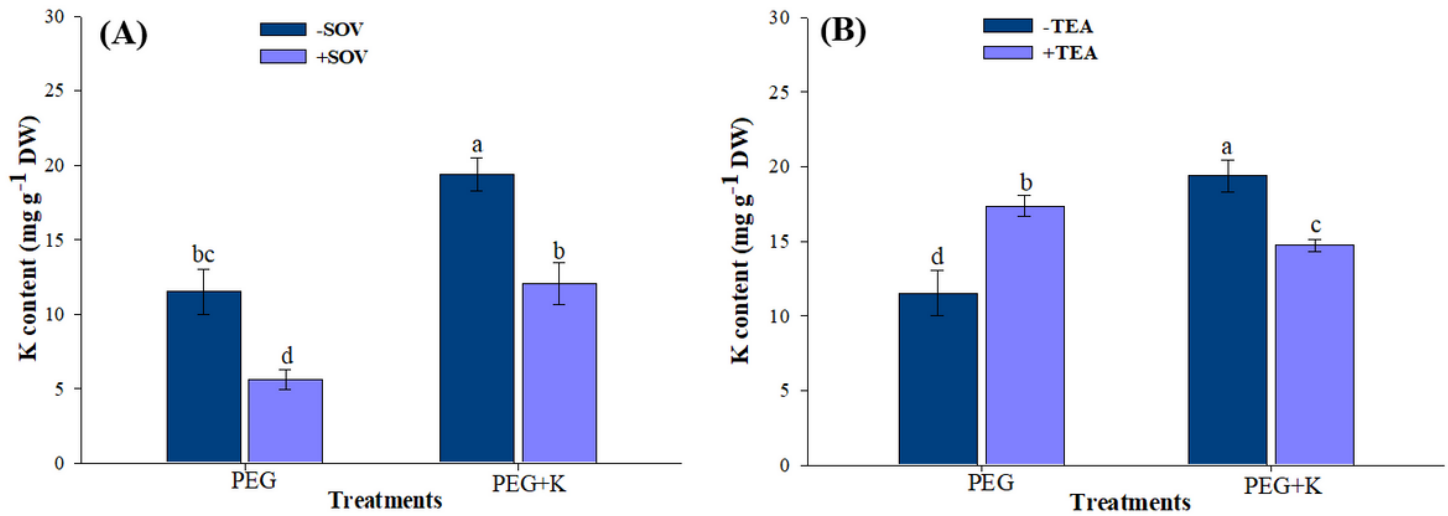 (A)
-SOV
+SOV
K content (mg g⁻¹ DW)
30
25
20
15
10
5
0
bc
d
a
b
PEG
PEG+K
Treatments
(B)
-TEA
+TEA
K content (mg g⁻¹ DW)
30
25
20
15
10
5
0
d
b
a
c
PEG
PEG+K
Treatments